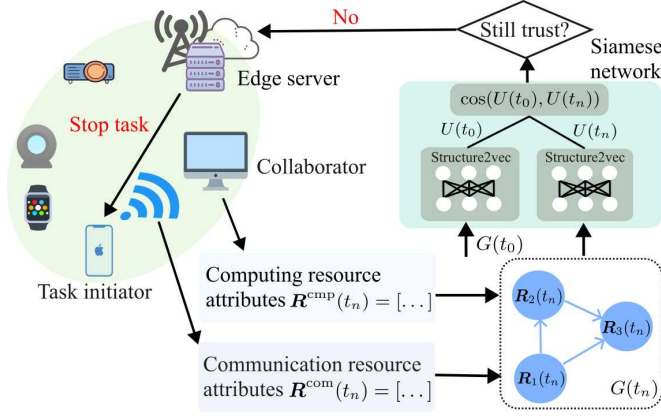 No
Still trust?
Siamese
network
Edge server
cos(U(t₀), U(tₙ))
Stop task
U(t₀)
U(tₙ)
Structure2vec
Structure2vec
Collaborator
G(t₀)
Task initiator
Computing resource
attributes 𝑹ᶜᵐᵖ(tₙ) = [...]
R₂(tₙ)
R₃(tₙ)
Communication resource
attributes 𝑹ᶜᵒᵐ(tₙ) = [...]
R₁(tₙ)
G(tₙ)